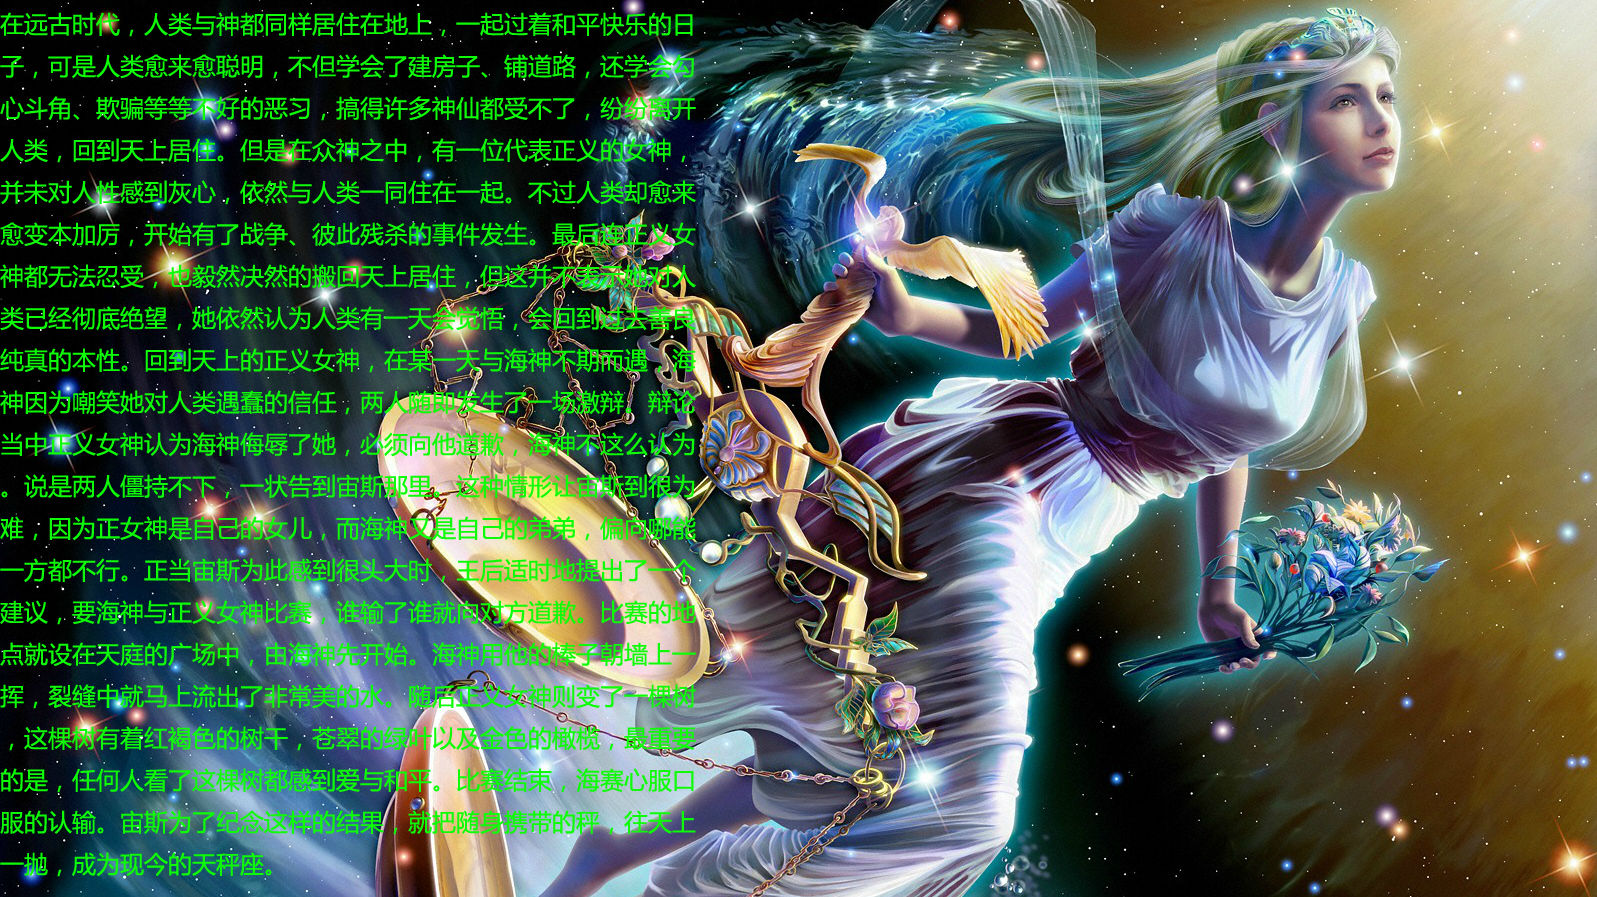 在远古时代，人类与神都同样居住在地上，一起过着和平快乐的日
子，可是人类愈来愈聪明，不但学会了建房子、铺道路，还学会勾
心斗角、欺骗等等不好的恶习，搞得许多神仙都受不了，纷纷离开
人类，回到天上居住。但是在众神之中，有一位代表正义的女神，
并未对人性感到灰心，依然与人类一同住在一起。不过人类却愈来
愈变本加厉，开始有了战争、彼此残杀的事件发生。最后连正义女
神都无法忍受，也毅然决然的搬回天上居住，但这并不表示她对人
类已经彻底绝望，她依然认为人类有一天会觉悟，会回到过去善良
纯真的本性。回到天上的正义女神，在某一天与海神不期而遇，海
神因为嘲笑她对人类遇蠢的信任，两人随即发生了一场激辩。辩论
当中正义女神认为海神侮辱了她，必须向他道歉，海神不这么认为
。说是两人僵持不下，一状告到宙斯那里。这种情形让宙斯到很为
难，因为正女神是自己的女儿，而海神又是自己的弟弟，偏向哪能
一方都不行。正当宙斯为此感到很头大时，王后适时地提出了一个
建议，要海神与正义女神比赛，谁输了谁就向对方道歉。比赛的地
点就设在天庭的广场中，由海神先开始。海神用他的棒子朝墙上一
挥，裂缝中就马上流出了非常美的水。随后正义女神则变了一棵树
，这棵树有着红褐色的树干，苍翠的绿叶以及金色的橄榄，最重要
的是，任何人看了这棵树都感到爱与和平。比赛结束，海赛心服口
服的认输。宙斯为了纪念这样的结果，就把随身携带的秤，往天上
一抛，成为现今的天秤座。